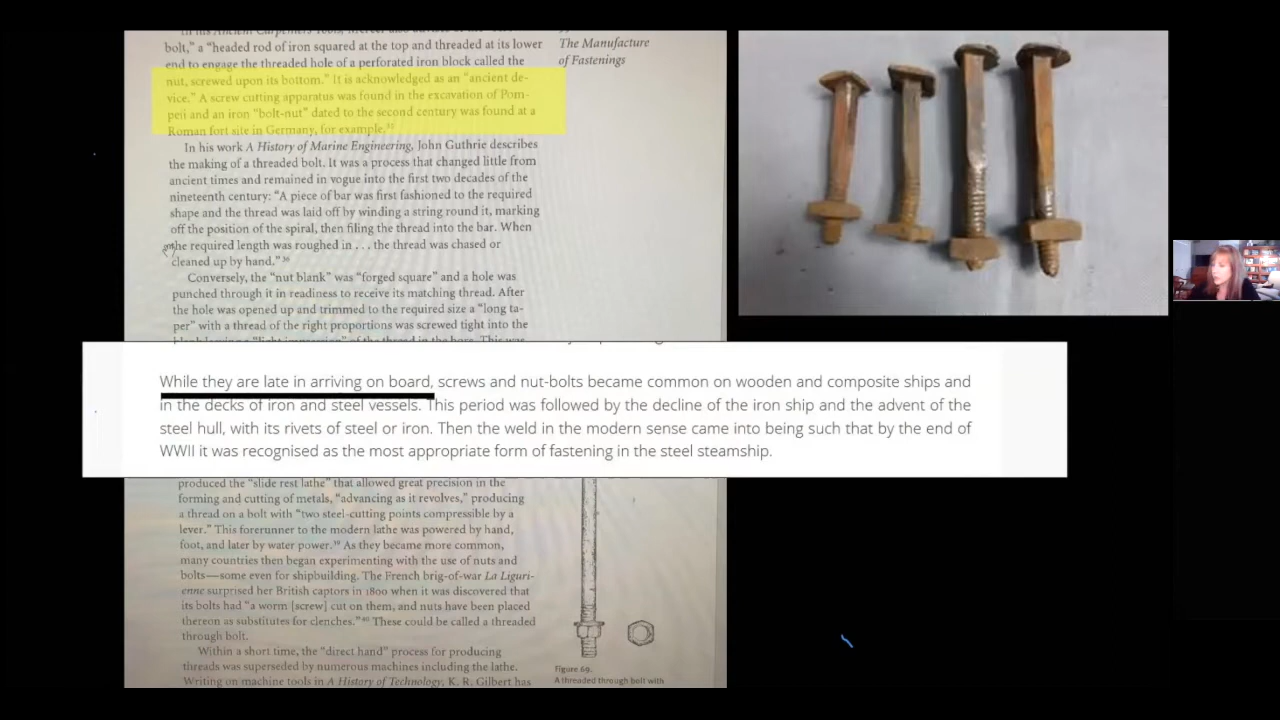 bolt," a "headed rod of iron squared at the top and threaded at its lower
end to engage the threaded hole of a perforated iron block called the
nut, screwed upon its bottom." It is acknowledged as an "ancient de-
vice." A screw cutting apparatus was found in the excavation of Pom-
peii and an iron "bolt-nut" dated to the second century was found at a
Roman fort site in Germany, for example.
The Manufacture
of Fastenings
In his work A History of Marine Engineering, John Guthrie describes
the making of a threaded bolt. It was a process that changed little from
ancient times and remained in vogue into the first two decades of the
nineteenth century: “A piece of bar was first fashioned to the required
shape and the thread was laid off by winding a string round it, marking
off the position of the spiral, then filing the thread into the bar. When
the required length was roughed in . . . the thread was chased or
cleaned up by hand."³⁸
Conversely, the "nut blank" was "forged square" and a hole was
punched through it in readiness to receive its matching thread. After
the hole was opened up and trimmed to the required size a "long ta-
per" with a thread of the right proportions was screwed tight into the
While they are late in arriving on board, screws and nut-bolts became common on wooden and composite ships and
in the decks of iron and steel vessels. This period was followed by the decline of the iron ship and the advent of the
steel hull, with its rivets of steel or iron. Then the weld in the modern sense came into being such that by the end of
WWII it was recognised as the most appropriate form of fastening in the steel steamship.
produced the "slide rest lathe" that allowed great precision in the
forming and cutting of metals, "advancing as it revolves," producing
a thread on a bolt with "two steel-cutting points compressible by a
lever." This forerunner to the modern lathe was powered by hand,
foot, and later by water power.³⁹ As they became more common,
many countries then began experimenting with the use of nuts and
bolts—some even for shipbuilding. The French brig-of-war La Liguri-
enne surprised her British captors in 1800 when it was discovered that
its bolts had "a worm [screw] cut on them, and nuts have been placed
thereon as substitutes for clenches."⁴⁰ These could be called a threaded
through bolt.
Within a short time, the "direct hand" process for producing
threads was superseded by numerous machines including the lathe.
Writing on machine tools in A History of Technology, K. R. Gilbert has
Figure 69.
A threaded through bolt with